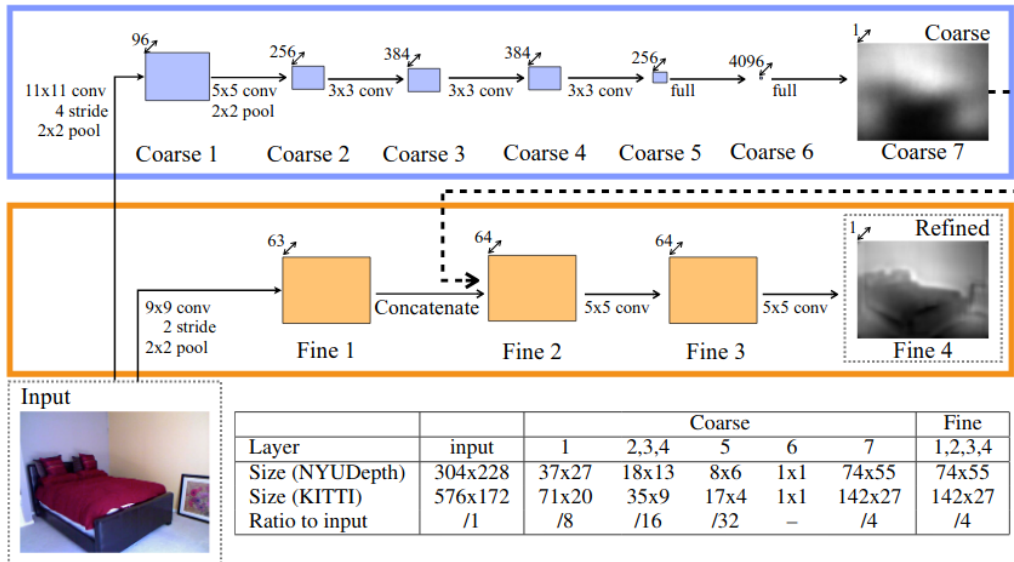 96
11x11 conv
4 stride
2x2 pool
5x5 conv
2x2 pool
256
3x3 conv
384
3x3 conv
384
3x3 conv
256
full
4096
full
1
Coarse
Coarse 1
Coarse 2
Coarse 3
Coarse 4
Coarse 5
Coarse 6
Coarse 7
9x9 conv
2 stride
2x2 pool
63
Concatenate
64
5x5 conv
64
5x5 conv
1
Refined
Fine 1
Fine 2
Fine 3
Fine 4
Input
Coarse Fine
Layer input 1 2,3,4 5 6 7 1,2,3,4
Size (NYUDepth) 304x228 37x27 18x13 8x6 1x1 74x55 74x55
Size (KITTI) 576x172 71x20 35x9 17x4 1x1 142x27 142x27
Ratio to input /1 /8 /16 /32 – /4 /4